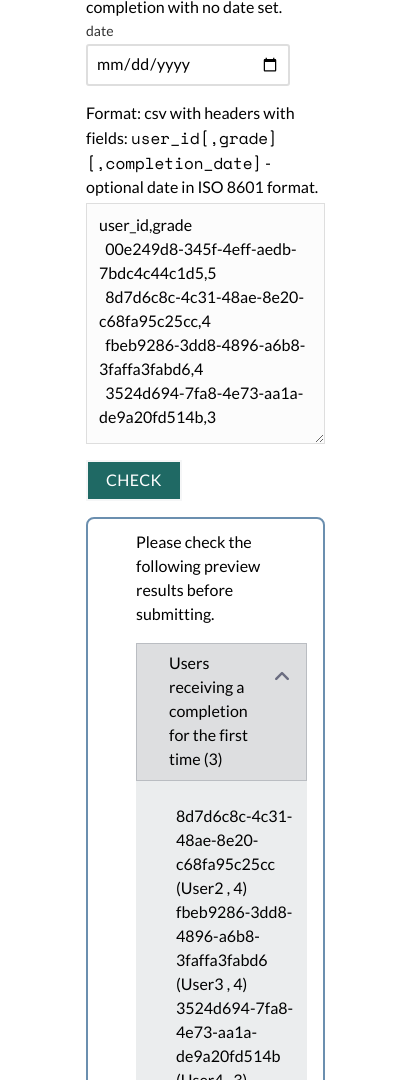 completion with no date set.
date
mm/dd/yyyy
Format: csv with headers with
fields: user_id[,grade]
[,completion_date] -
optional date in ISO 8601 format.
user_id,grade
00e249d8-345f-4eff-aedb-
7bdc4c44c1d5,5
8d7d6c8c-4c31-48ae-8e20-
c68fa95c25cc,4
fbeb9286-3dd8-4896-a6b8-
3faffa3fabd6,4
3524d694-7fa8-4e73-aa1a-
de9a20fd514b,3
CHECK
Please check the
following preview
results before
submitting.
Users
receiving a
completion
for the first
time (3)
8d7d6c8c-4c31-
48ae-8e20-
c68fa95c25cc
(User2 , 4)
fbeb9286-3dd8-
4896-a6b8-
3faffa3fabd6
(User3 , 4)
3524d694-7fa8-
4e73-aa1a-
de9a20fd514b
(User4 , 3)